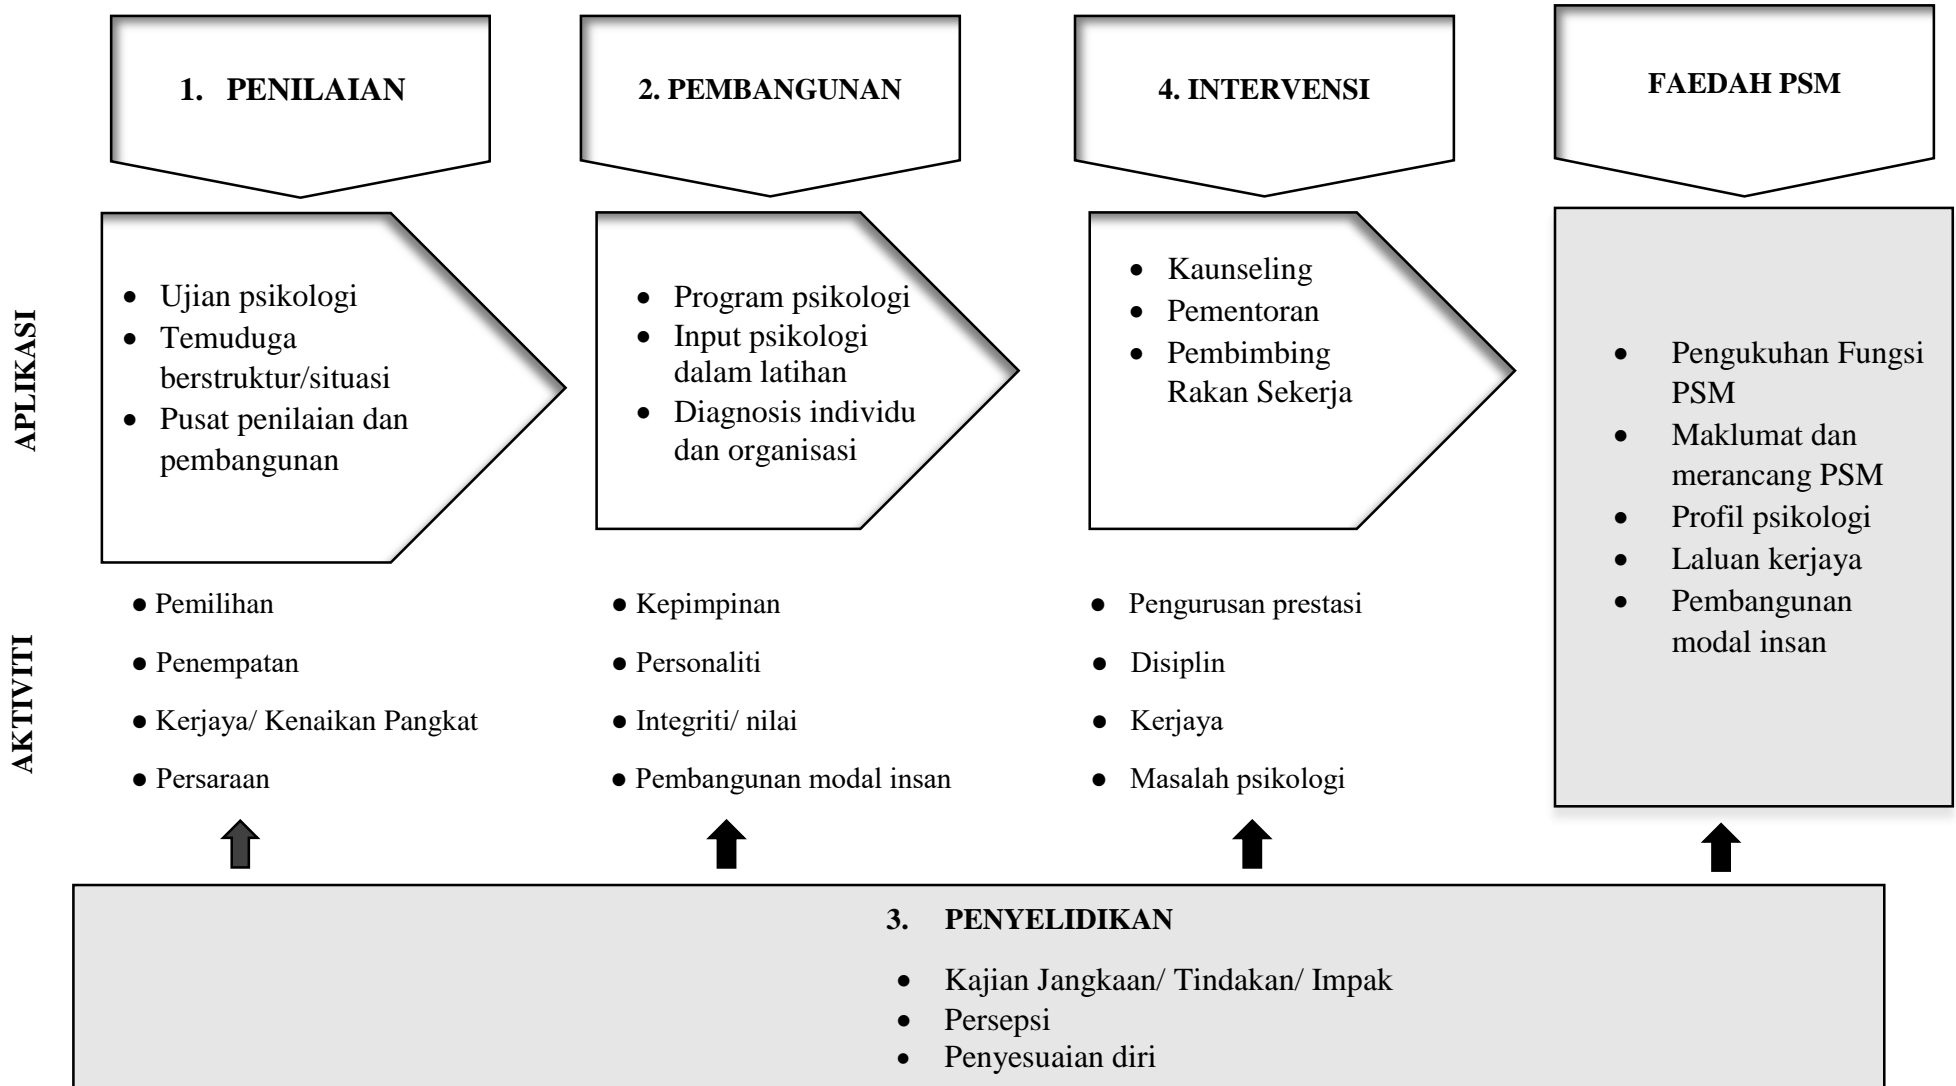 1. PENILAIAN
2. PEMBANGUNAN
4. INTERVENSI
FAEDAH PSM
APLIKASI
• Ujian psikologi
• Temuduga
berstruktur/situasi
• Pusat penilaian dan
pembangunan
• Program psikologi
• Input psikologi
dalam latihan
• Diagnosis individu
dan organisasi
• Kaunseling
• Pementoran
• Pembimbing
Rakan Sekerja
• Pengukuhan Fungsi
PSM
• Maklumat dan
merancang PSM
• Profil psikologi
• Laluan kerjaya
• Pembangunan
modal insan
AKTIVITI
● Pemilihan
● Penempatan
● Kerjaya/ Kenaikan Pangkat
● Persaraan
● Kepimpinan
● Personaliti
● Integriti/ nilai
● Pembangunan modal insan
● Pengurusan prestasi
● Disiplin
● Kerjaya
● Masalah psikologi
3. PENYELIDIKAN
• Kajian Jangkaan/ Tindakan/ Impak
• Persepsi
• Penyesuaian diri